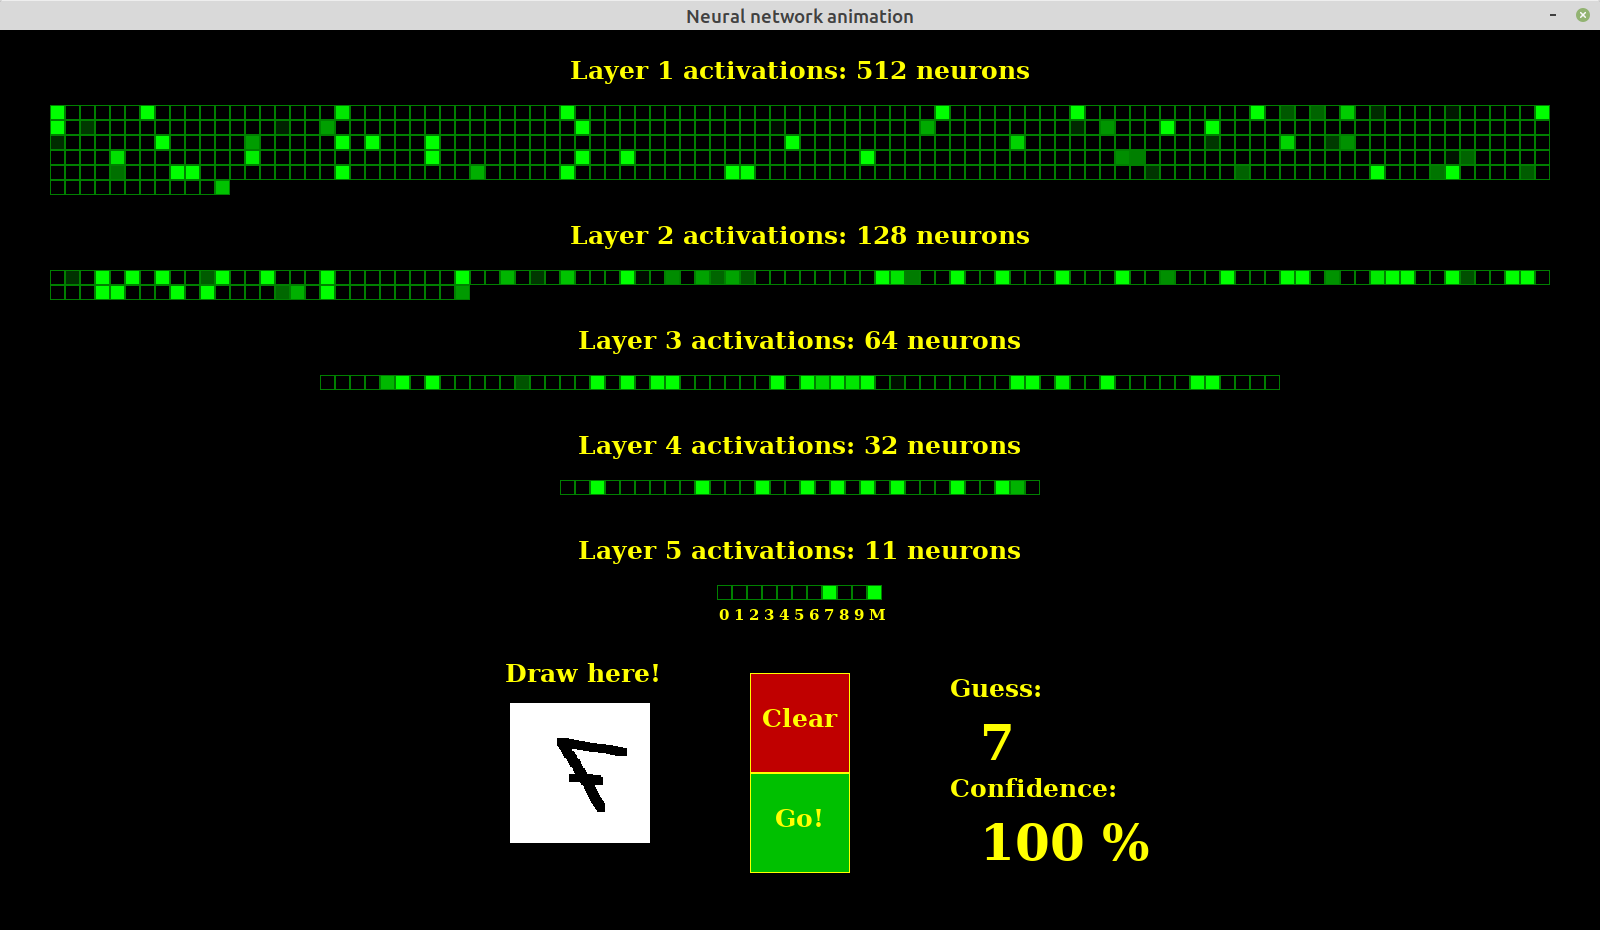 Neural network animation
Layer 1 activations: 512 neurons
Layer 2 activations: 128 neurons
Layer 3 activations: 64 neurons
Layer 4 activations: 32 neurons
Layer 5 activations: 11 neurons
0 1 2 3 4 5 6 7 8 9 M
Draw here!
Clear
Go!
Guess:
7
Confidence:
100 %